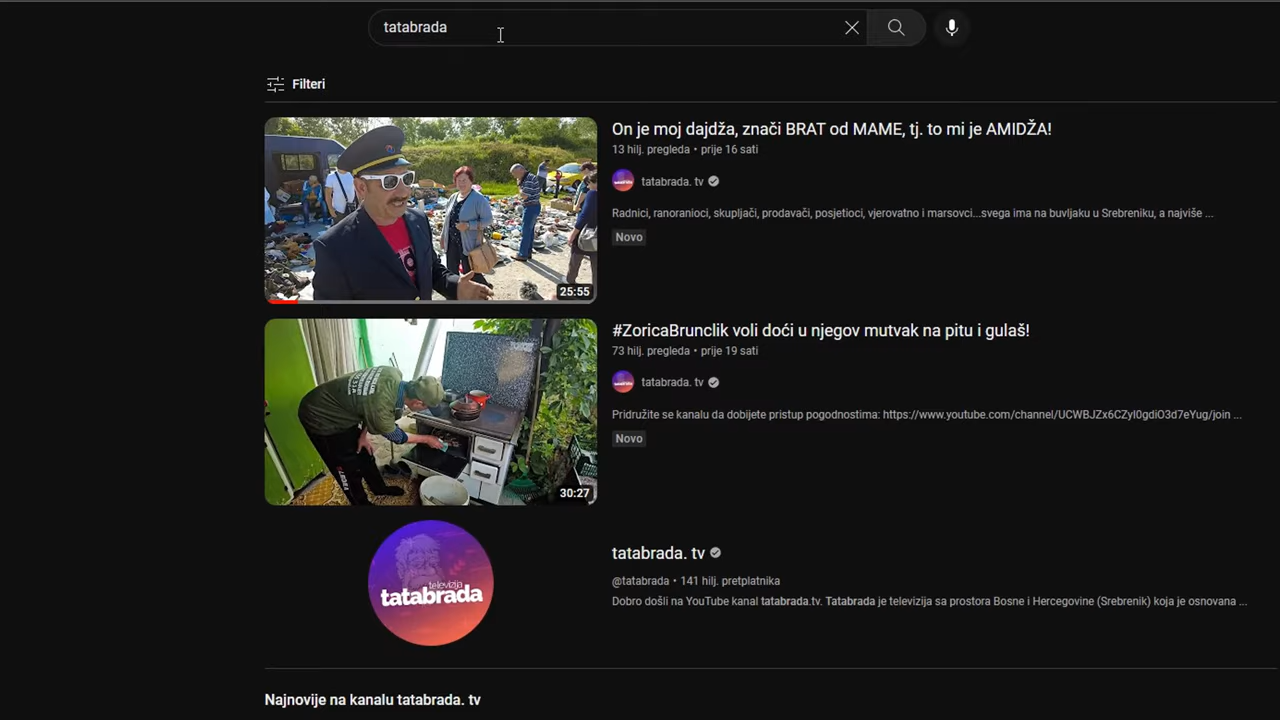 tatabrada
Filteri
25:55
On je moj dajdža, znači BRAT od MAME, tj. to mi je AMIDŽA!
13 hilj. pregleda • prije 16 sati
tatabrada. tv
Radnici, ranoranioci, skupljači, prodavači, posjetioci, vjerovatno i marsovci...svega ima na buvljaku u Srebreniku, a najviše ...
Novo
30:27
#ZoricaBrunclik voli doći u njegov mutvak na pitu i gulaš!
73 hilj. pregleda • prije 19 sati
tatabrada. tv
Pridružite se kanalu da dobijete pristup pogodnostima: https://www.youtube.com/channel/UCWBJZx6CZyI0gdiO3d7eYug/join ...
Novo
televizija
tatabrada
tatabrada. tv
@tatabrada • 141 hilj. pretplatnika
Dobro došli na YouTube kanal tatabrada.tv. Tatabrada je televizija sa prostora Bosne i Hercegovine (Srebrenik) koja je osnovana ...
Najnovije na kanalu tatabrada. tv